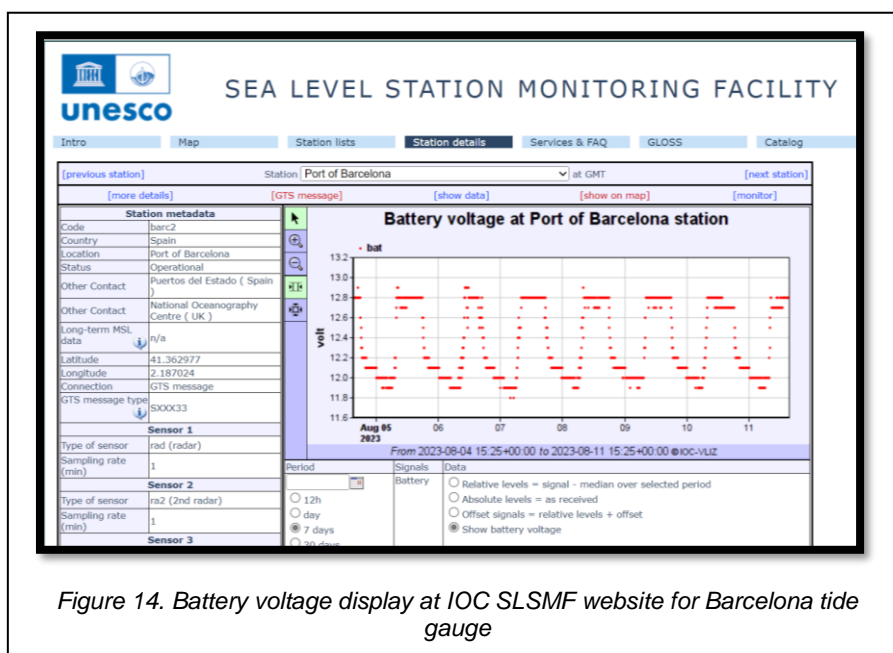 unesco
SEA LEVEL STATION MONITORING FACILITY
Intro Map Station lists Station details Services & FAQ GLOSS Catalog
[previous station] Station Port of Barcelona at GMT [next station]
[more details] [GTS message] [show data] [show on map] [monitor]
Station metadata
Code barc2
Country Spain
Location Port of Barcelona
Status Operational
Other Contact Puertos del Estado ( Spain
)
Other Contact National Oceanography
Centre ( UK )
Long-term MSL
data n/a
Latitude 41.362977
Longitude 2.187024
Connection GTS message
GTS message type
SXXX33
Sensor 1
Type of sensor rad (radar)
Sampling rate
(min) 1
Sensor 2
Type of sensor ra2 (2nd radar)
Sampling rate
(min) 1
Sensor 3
Battery voltage at Port of Barcelona station
bat
13.2
13.0
12.8
12.6
12.4
12.2
12.0
11.8
11.6
volt
Aug 05 06 07 08 09 10 11
2023
From 2023-08-04 15:25+00:00 to 2023-08-11 15:25+00:00 @IOC-VLIZ
Period Signals Data
Battery
12h
day
7 days
30 days
Relative levels = signal - median over selected period
Absolute levels = as received
Offset signals = relative levels + offset
Show battery voltage
Figure 14. Battery voltage display at IOC SLSMF website for Barcelona tide
gauge